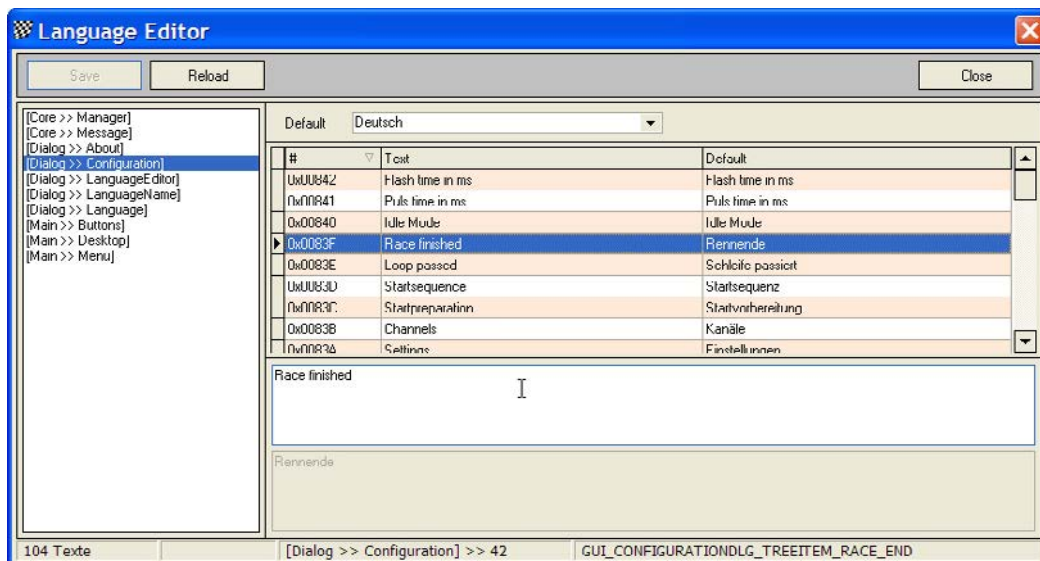 Language Editor
Save Reload Close
[Core >> Manager]
[Core >> Message]
[Dialog >> About]
[Dialog >> Configuration]
[Dialog >> LanguageEditor]
[Dialog >> LanguageName]
[Dialog >> Language]
[Main >> Buttons]
[Main >> Desktop]
[Main >> Menu]
Default Deutsch
# Text Default
0x00842 Flash time in ms Flash time in ms
0x00841 Puls time in ms Puls time in ms
0x00840 Idle Mode Idle Mode
0x0083F Race finished Rennende
0x0083E Loop passed Schleife passiert
0x0083D Startsequence Startsequenz
0x0083C Startpreparation Startvorbereitung
0x0083B Channels Kanäle
0x0083A Settings Einstellungen
Race finished
Rennende
104 Texte [Dialog >> Configuration] >> 42 GUI_CONFIGURATIONDLG_TREEITEM_RACE_END